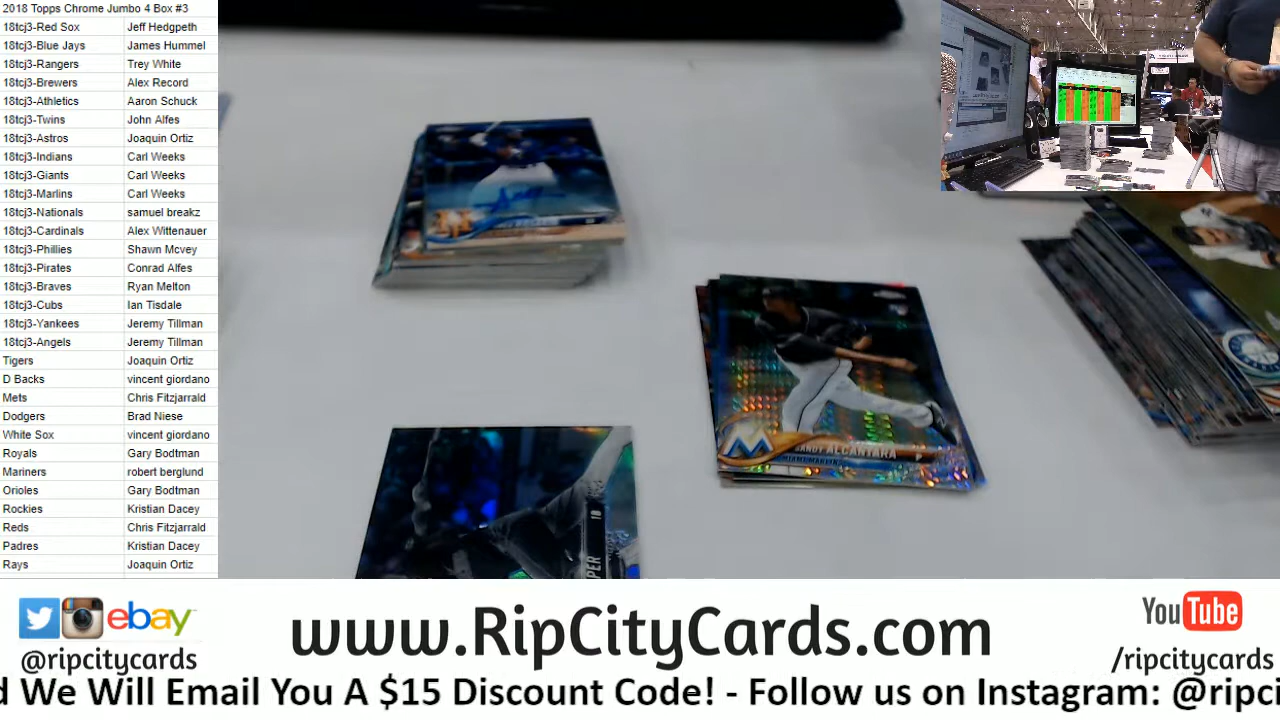 2018 Topps Chrome Jumbo 4 Box #3
18tcj3-Red Sox Jeff Hedgpeth
18tcj3-Blue Jays James Hummel
18tcj3-Rangers Trey White
18tcj3-Brewers Alex Record
18tcj3-Athletics Aaron Schuck
18tcj3-Twins John Alfes
18tcj3-Astros Joaquin Ortiz
18tcj3-Indians Carl Weeks
18tcj3-Giants Carl Weeks
18tcj3-Marlins Carl Weeks
18tcj3-Nationals samuel breakz
18tcj3-Cardinals Alex Wittenauer
18tcj3-Phillies Shawn Mcvey
18tcj3-Pirates Conrad Alfes
18tcj3-Braves Ryan Melton
18tcj3-Cubs Ian Tisdale
18tcj3-Yankees Jeremy Tillman
18tcj3-Angels Jeremy Tillman
Tigers Joaquin Ortiz
D Backs vincent giordano
Mets Chris Fitzjarrald
Dodgers Brad Niese
White Sox vincent giordano
Royals Gary Bodtman
Mariners robert berglund
Orioles Gary Bodtman
Rockies Kristian Dacey
Reds Chris Fitzjarrald
Padres Kristian Dacey
Rays Joaquin Ortiz
M
SANDY ALCANTARA P
MIAMI MARLINS
PER 1B
ebay
@ripcitycards
www.RipCityCards.com
YouTube
/ripcitycards
d We Will Email You A $15 Discount Code! - Follow us on Instagram: @ripci